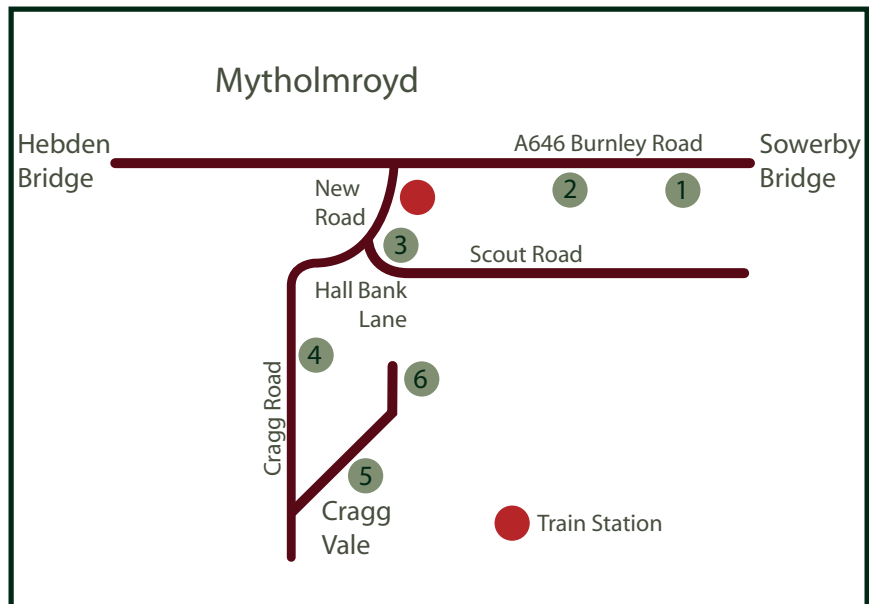 Mytholmroyd
Hebden
Bridge
A646 Burnley Road
Sowerby
Bridge
New
Road
2
1
3
Scout Road
Hall Bank
Lane
4
6
Cragg Road
5
Cragg
Vale
Train Station